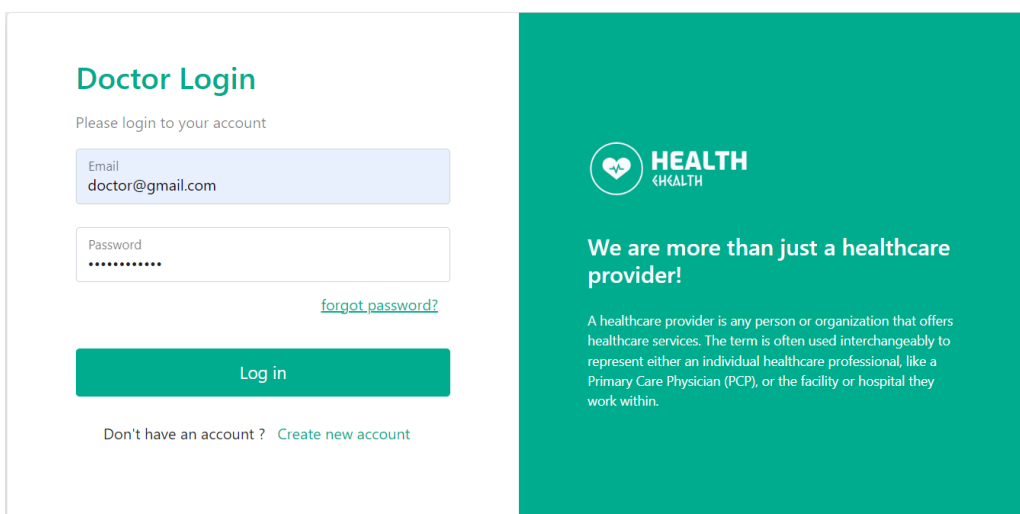 Doctor Login
Please login to your account
Email
doctor@gmail.com
Password
••••••••••••
forgot password?
Log in
Don't have an account ? Create new account
HEALTH
EHEALTH
We are more than just a healthcare
provider!
A healthcare provider is any person or organization that offers
healthcare services. The term is often used interchangeably to
represent either an individual healthcare professional, like a
Primary Care Physician (PCP), or the facility or hospital they
work within.